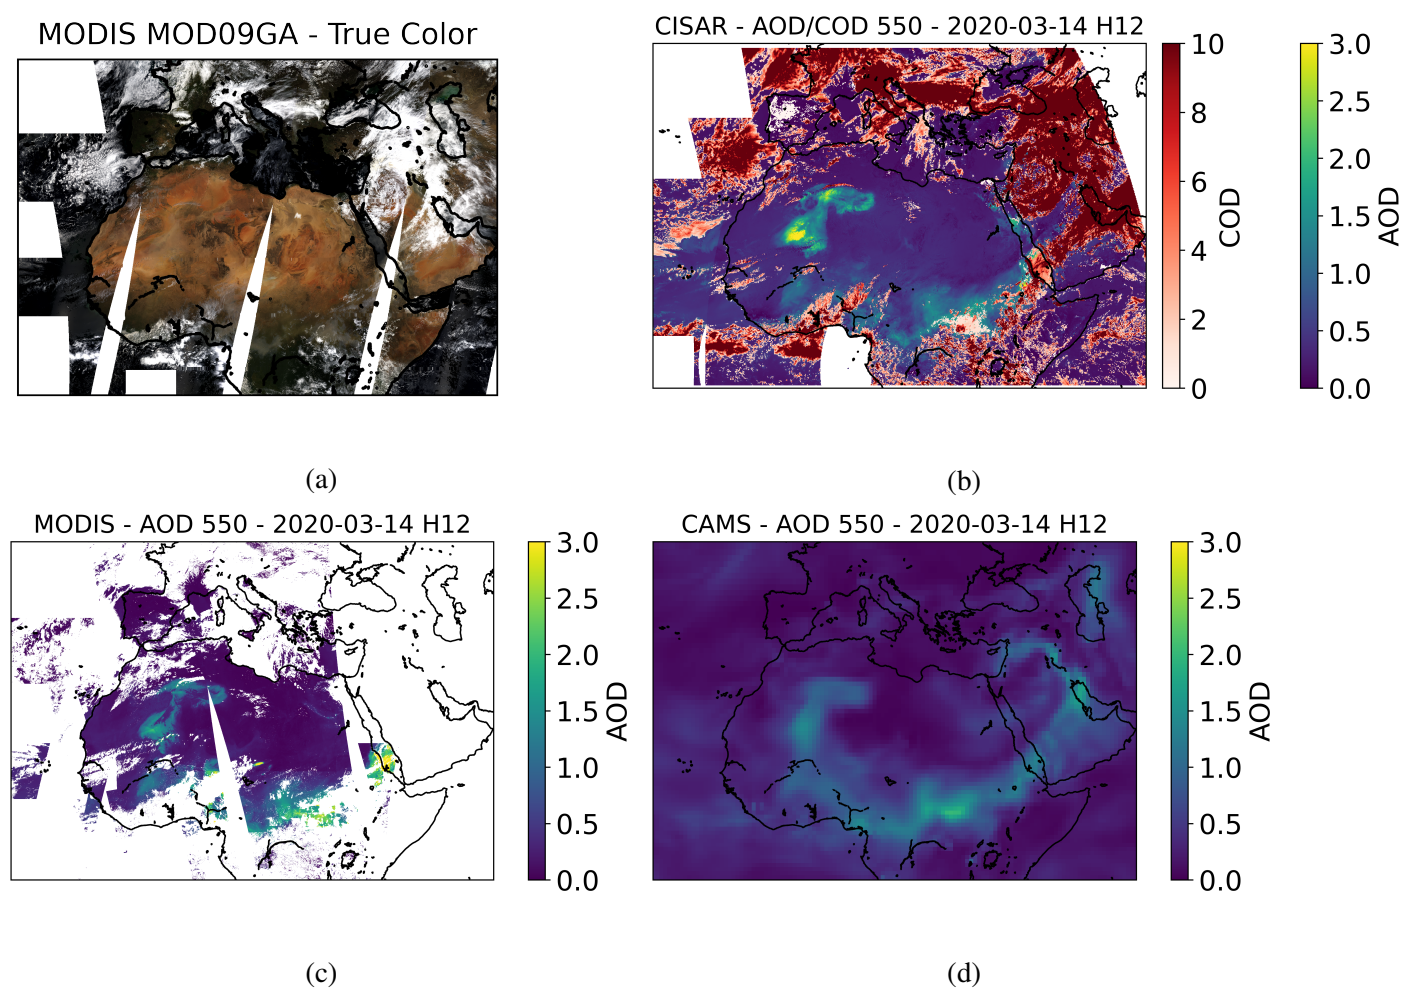 MODIS MOD09GA - True Color
(a)
CISAR - AOD/COD 550 - 2020-03-14 H12
10
8
6
4
2
0
COD
3.0
2.5
2.0
1.5
1.0
0.5
0.0
AOD
(b)
MODIS - AOD 550 - 2020-03-14 H12
3.0
2.5
2.0
1.5
1.0
0.5
0.0
AOD
(c)
CAMS - AOD 550 - 2020-03-14 H12
3.0
2.5
2.0
1.5
1.0
0.5
0.0
AOD
(d)